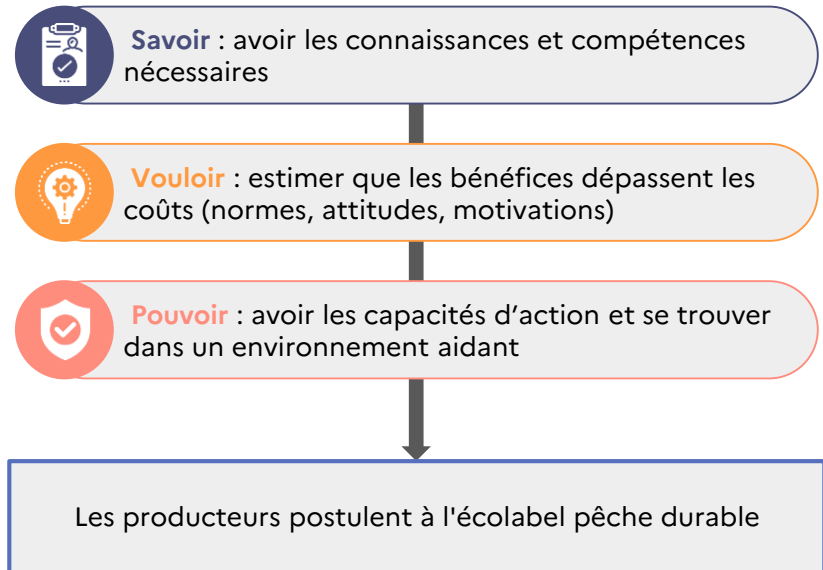 Savoir : avoir les connaissances et compétences
nécessaires
Vouloir : estimer que les bénéfices dépassent les
coûts (normes, attitudes, motivations)
Pouvoir : avoir les capacités d’action et se trouver
dans un environnement aidant
Les producteurs postulent à l'écolabel pêche durable